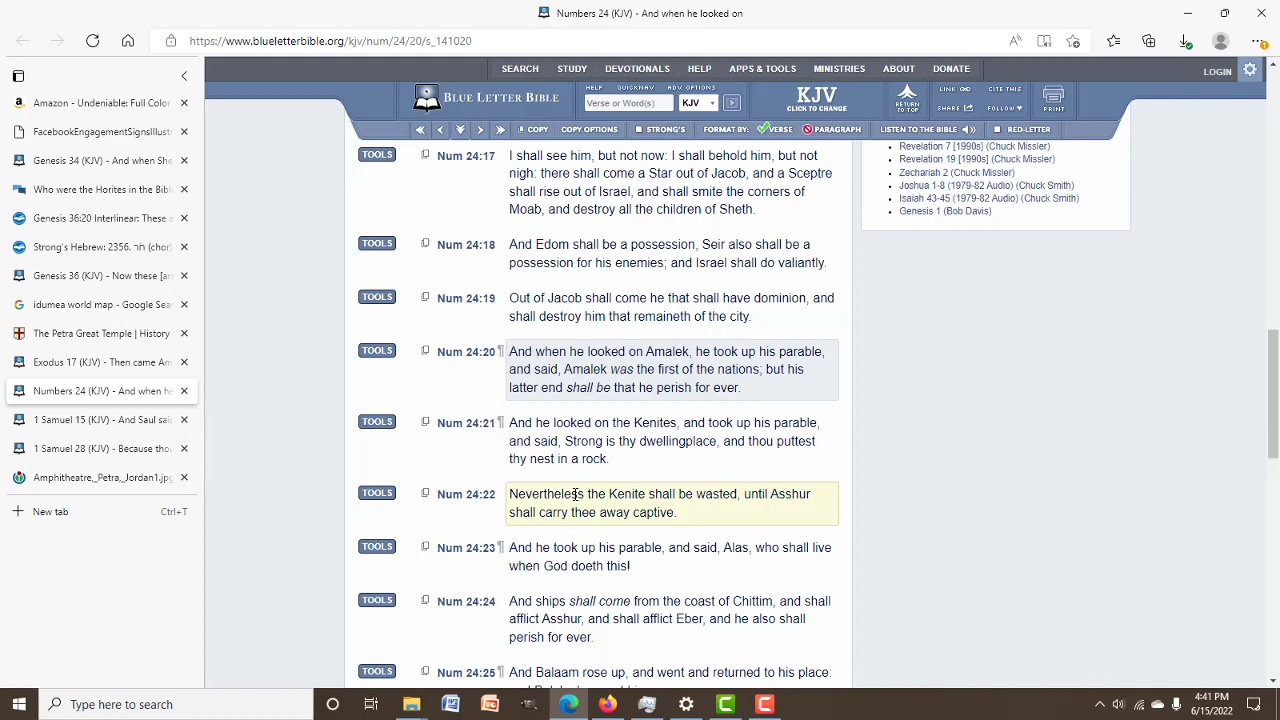 Numbers 24 (KJV) - And when he looked on
https://www.blueletterbible.org/kjv/num/24/20/s_141020
Amazon - Undeniable: Full Color
FacebookEngagementSignsIllust
Genesis 34 (KJV) - And when She
Who were the Horites in the Bib
Genesis 36:20 Interlinear: These
Strong's Hebrew: 2356. חֹר (chor)
Genesis 36 (KJV) - Now these [ar
idumea world map - Google Sea
The Petra Great Temple | History
Exodus 17 (KJV) - Then came Am
Numbers 24 (KJV) - And when he
1 Samuel 15 (KJV) - And Saul said
1 Samuel 28 (KJV) - Because thou
Amphitheatre,_Petra,_Jordan1.jpg
New tab Ctrl+T
SEARCH STUDY DEVOTIONALS HELP APPS & TOOLS MINISTRIES ABOUT DONATE LOGIN
BLUE LETTER BIBLE
HELP QUICKNAV ADV. OPTIONS
Verse or Word(s) KJV
KJV
CLICK TO CHANGE
RETURN TO TOP
LINK CITE THIS
SHARE FOLLOW PRINT
COPY COPY OPTIONS STRONG'S FORMAT BY: VERSE PARAGRAPH LISTEN TO THE BIBLE RED-LETTER
TOOLS Num 24:17 I shall see him, but not now: I shall behold him, but not
nigh: there shall come a Star out of Jacob, and a Sceptre
shall rise out of Israel, and shall smite the corners of
Moab, and destroy all the children of Sheth.
TOOLS Num 24:18 And Edom shall be a possession, Seir also shall be a
possession for his enemies; and Israel shall do valiantly.
TOOLS Num 24:19 Out of Jacob shall come he that shall have dominion, and
shall destroy him that remaineth of the city.
TOOLS Num 24:20 ¶ And when he looked on Amalek, he took up his parable,
and said, Amalek was the first of the nations; but his
latter end shall be that he perish for ever.
TOOLS Num 24:21 ¶ And he looked on the Kenites, and took up his parable,
and said, Strong is thy dwellingplace, and thou puttest
thy nest in a rock.
TOOLS Num 24:22 Nevertheless the Kenite shall be wasted, until Asshur
shall carry thee away captive.
TOOLS Num 24:23 ¶ And he took up his parable, and said, Alas, who shall live
when God doeth this!
TOOLS Num 24:24 And ships shall come from the coast of Chittim, and shall
afflict Asshur, and shall afflict Eber, and he also shall
perish for ever.
TOOLS Num 24:25 ¶ And Balaam rose up, and went and returned to his place:
Revelation 7 [1990s] (Chuck Missler)
Revelation 19 [1990s] (Chuck Missler)
Zechariah 2 (Chuck Missler)
Joshua 1-8 (1979-82 Audio) (Chuck Smith)
Isaiah 43-45 (1979-82 Audio) (Chuck Smith)
Genesis 1 (Bob Davis)
Type here to search
4:41 PM
6/15/2022